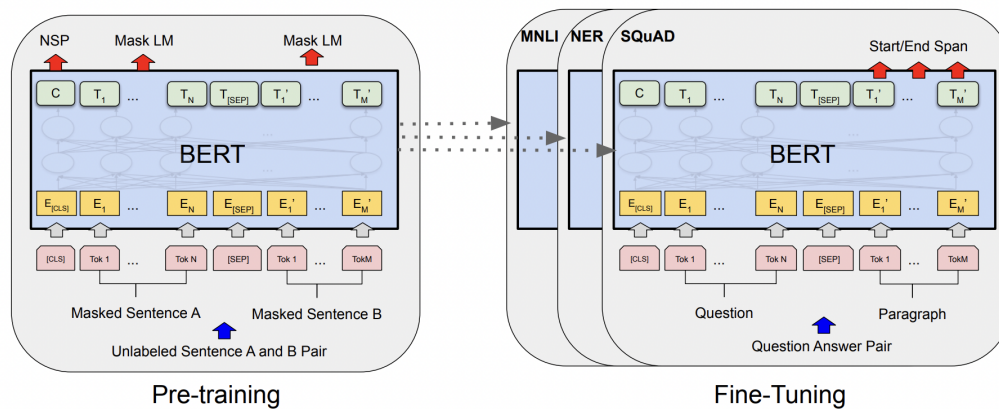 NSP Mask LM Mask LM
C T1 ... TN T[SEP] T1' ... TM'
BERT
E[CLS] E1 ... EN E[SEP] E1' ... EM'
[CLS] Tok 1 ... Tok N [SEP] Tok 1 ... TokM
Masked Sentence A Masked Sentence B
Unlabeled Sentence A and B Pair
Pre-training
MNLI NER SQuAD
Start/End Span
C T1 ... TN T[SEP] T1' ... TM'
BERT
E[CLS] E1 ... EN E[SEP] E1' ... EM'
[CLS] Tok 1 ... Tok N [SEP] Tok 1 ... TokM
Question Paragraph
Question Answer Pair
Fine-Tuning